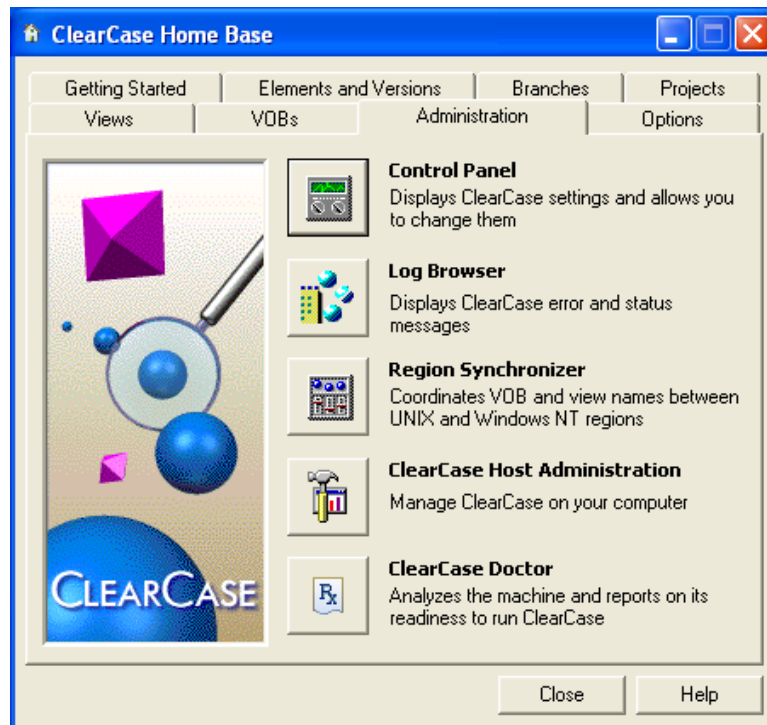 ClearCase Home Base
Getting Started
Elements and Versions
Branches
Projects
Views
VOBs
Administration
Options
Control Panel
Displays ClearCase settings and allows you
to change them
Log Browser
Displays ClearCase error and status
messages
Region Synchronizer
Coordinates VOB and view names between
UNIX and Windows NT regions
ClearCase Host Administration
Manage ClearCase on your computer
ClearCase Doctor
Analyzes the machine and reports on its
readiness to run ClearCase
CLEARCASE
Rx
Close
Help